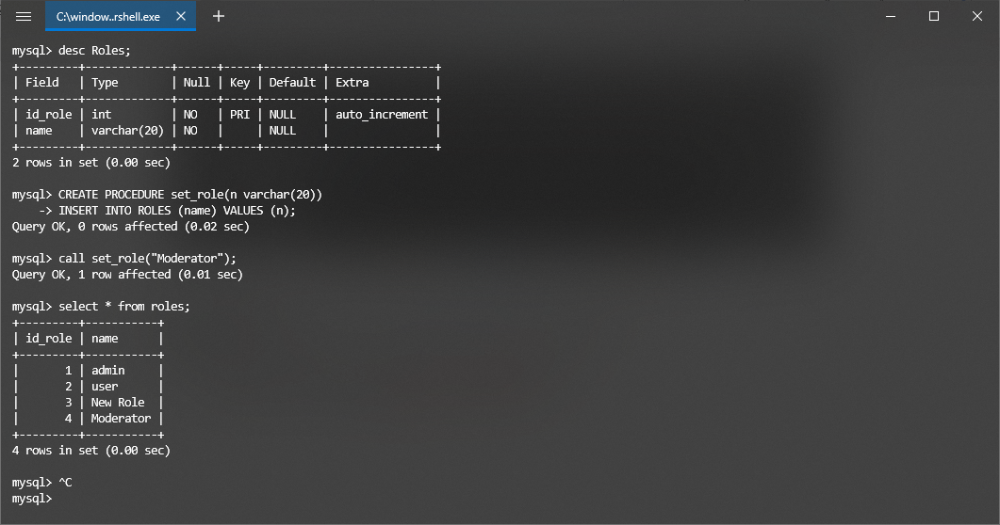 C:\window..rshell.exe
mysql> desc Roles;
+---------+-------------+------+-----+---------+----------------+
| Field   | Type        | Null | Key | Default | Extra          |
+---------+-------------+------+-----+---------+----------------+
| id_role | int         | NO   | PRI | NULL    | auto_increment |
| name    | varchar(20) | NO   |     | NULL    |                |
+---------+-------------+------+-----+---------+----------------+
2 rows in set (0.00 sec)
mysql> CREATE PROCEDURE set_role(n varchar(20))
    -> INSERT INTO ROLES (name) VALUES (n);
Query OK, 0 rows affected (0.02 sec)
mysql> call set_role("Moderator");
Query OK, 1 row affected (0.01 sec)
mysql> select * from roles;
+---------+-----------+
| id_role | name      |
+---------+-----------+
|       1 | admin     |
|       2 | user      |
|       3 | New Role  |
|       4 | Moderator |
+---------+-----------+
4 rows in set (0.00 sec)
mysql> ^C
mysql>